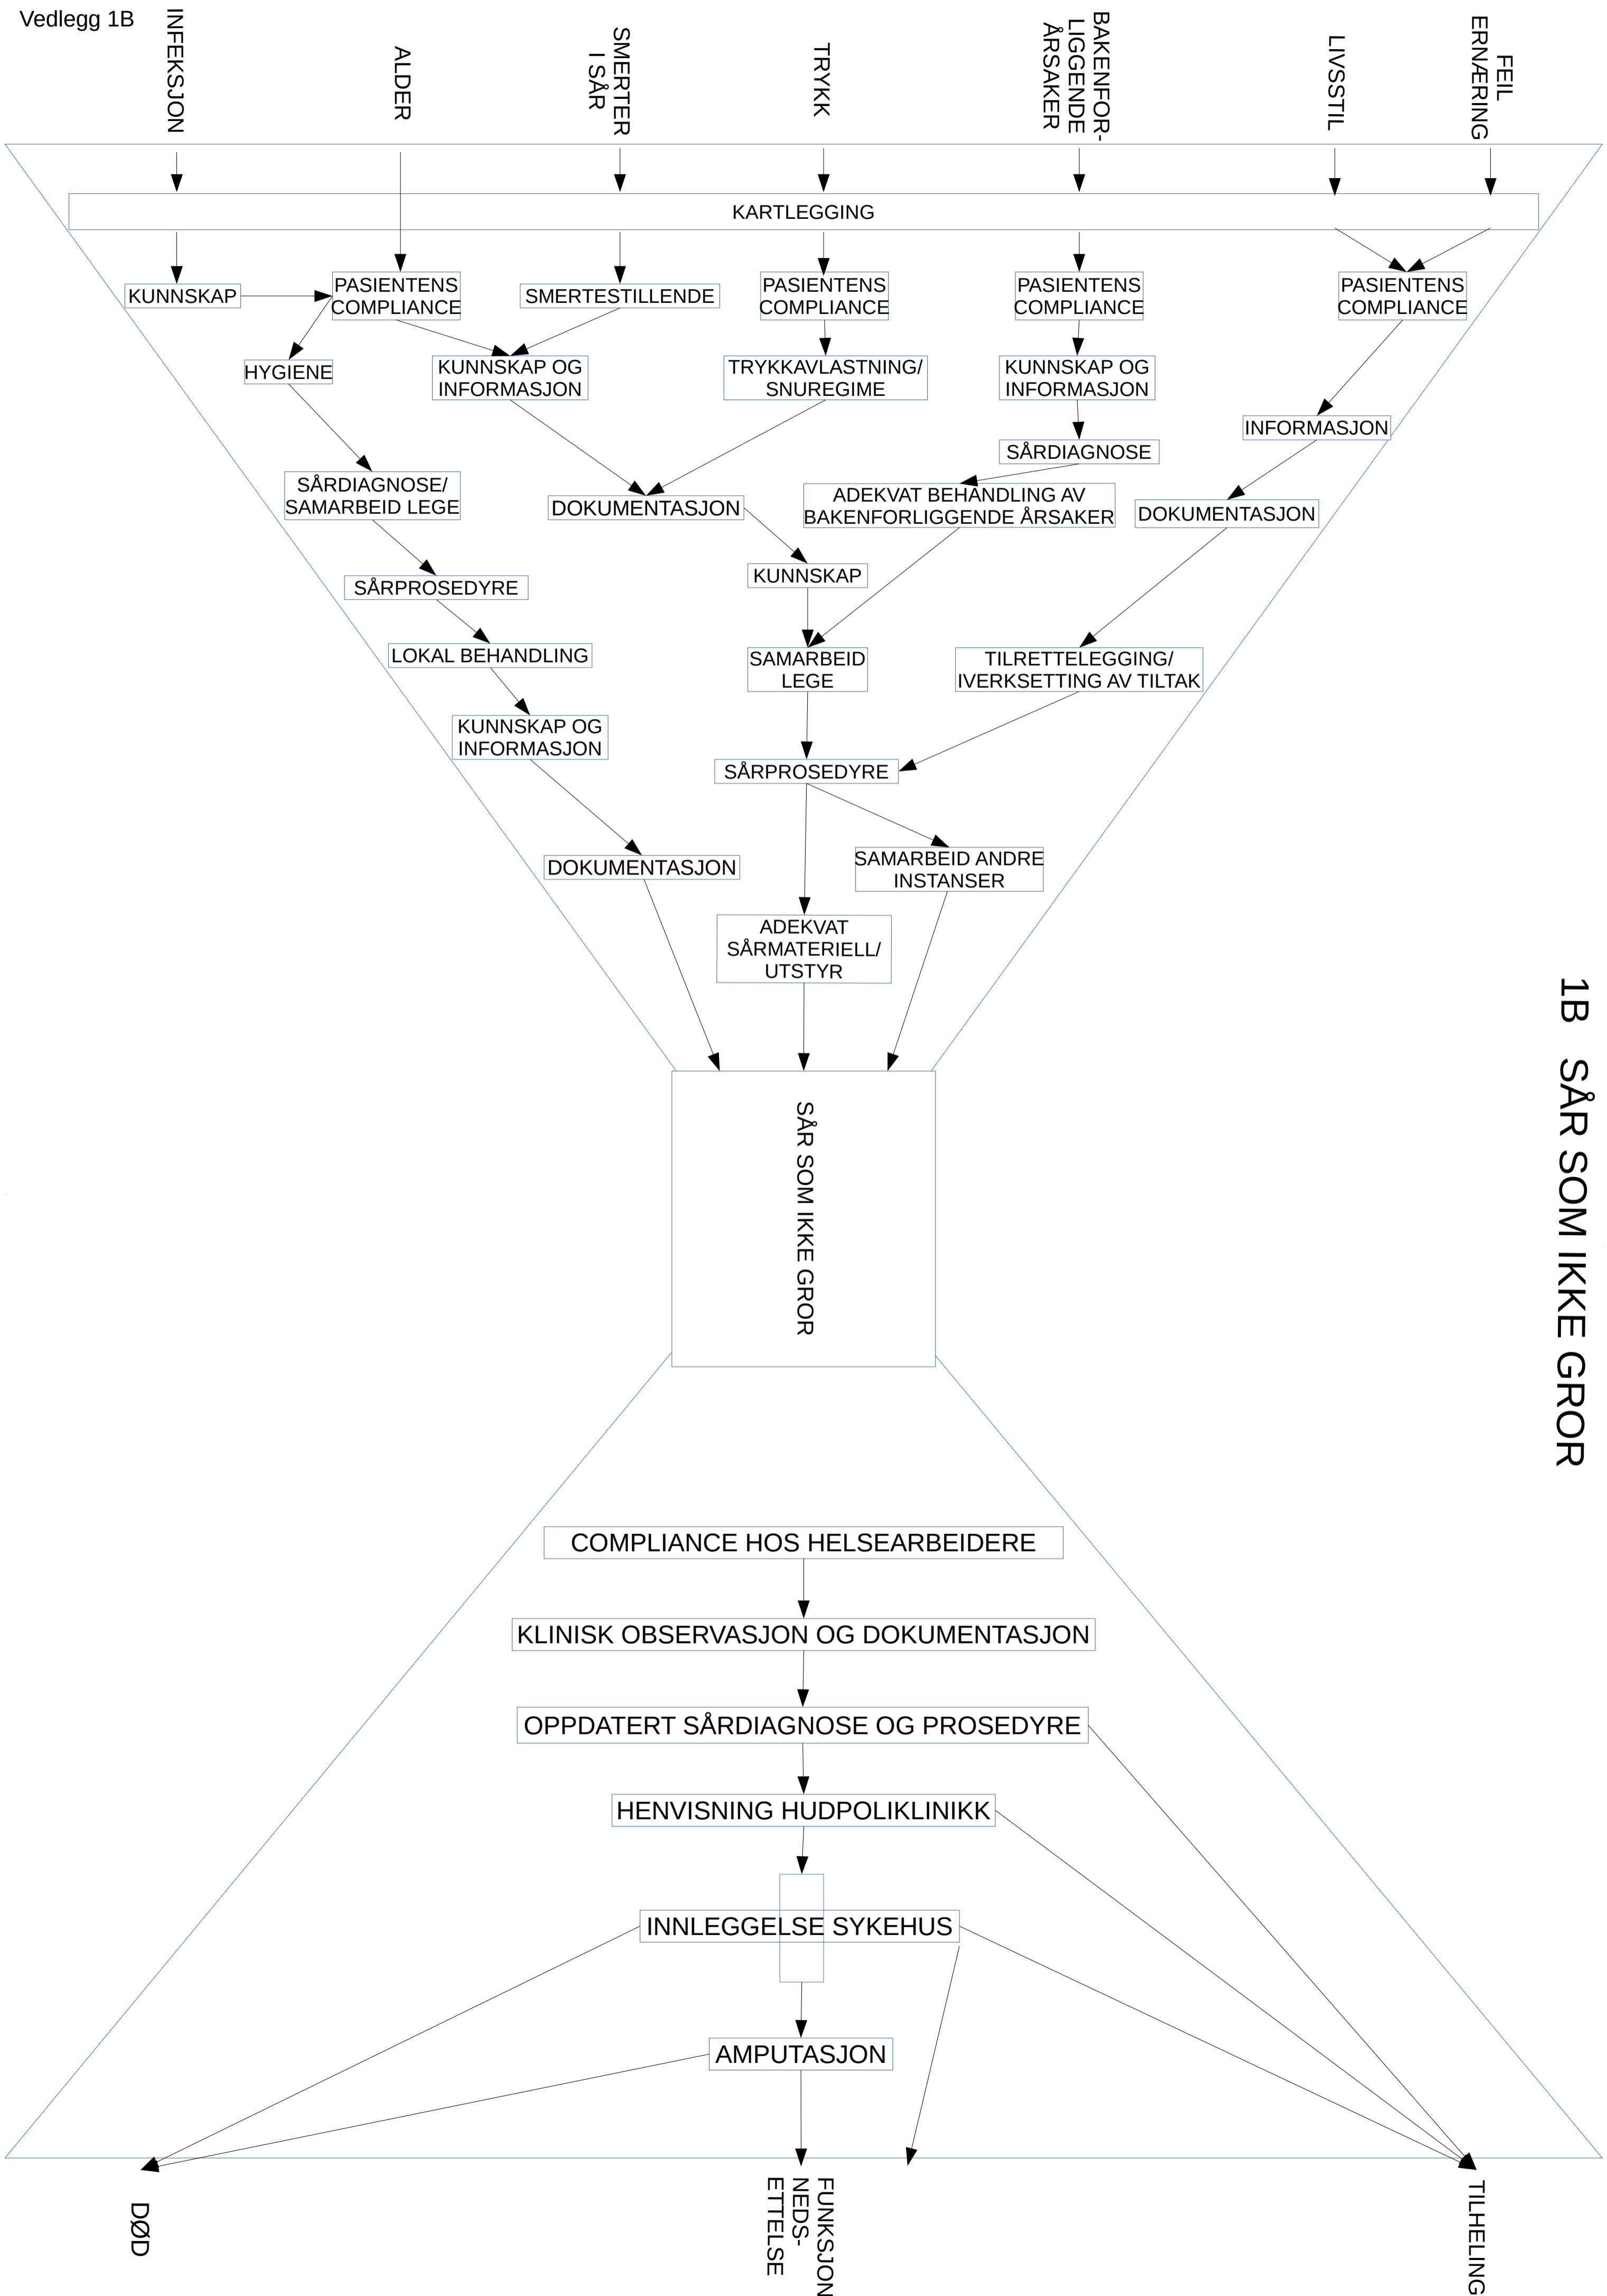 Vedlegg 1B
INFEKSJON
ALDER
SMERTER
I SÅR
TRYKK
BAKENFOR-
LIGGENDE
ÅRSAKER
LIVSSTIL
FEIL
ERNÆRING
KARTLEGGING
KUNNSKAP
PASIENTENS
COMPLIANCE
SMERTESTILLENDE
PASIENTENS
COMPLIANCE
PASIENTENS
COMPLIANCE
PASIENTENS
COMPLIANCE
HYGIENE
KUNNSKAP OG
INFORMASJON
TRYKKAVLASTNING/
SNUREGIME
KUNNSKAP OG
INFORMASJON
INFORMASJON
SÅRDIAGNOSE
SÅRDIAGNOSE/
SAMARBEID LEGE
DOKUMENTASJON
ADEKVAT BEHANDLING AV
BAKENFORLIGGENDE ÅRSAKER
DOKUMENTASJON
KUNNSKAP
SÅRPROSEDYRE
LOKAL BEHANDLING
SAMARBEID
LEGE
TILRETTELEGGING/
IVERKSETTING AV TILTAK
KUNNSKAP OG
INFORMASJON
SÅRPROSEDYRE
DOKUMENTASJON
SAMARBEID ANDRE
INSTANSER
ADEKVAT
SÅRMATERIELL/
UTSTYR
SÅR SOM IKKE GROR
1B SÅR SOM IKKE GROR
COMPLIANCE HOS HELSEARBEIDERE
KLINISK OBSERVASJON OG DOKUMENTASJON
OPPDATERT SÅRDIAGNOSE OG PROSEDYRE
HENVISNING HUDPOLIKLINIKK
INNLEGGELSE SYKEHUS
AMPUTASJON
DØD
FUNKSJON
NEDS-
ETTELSE
TILHELING